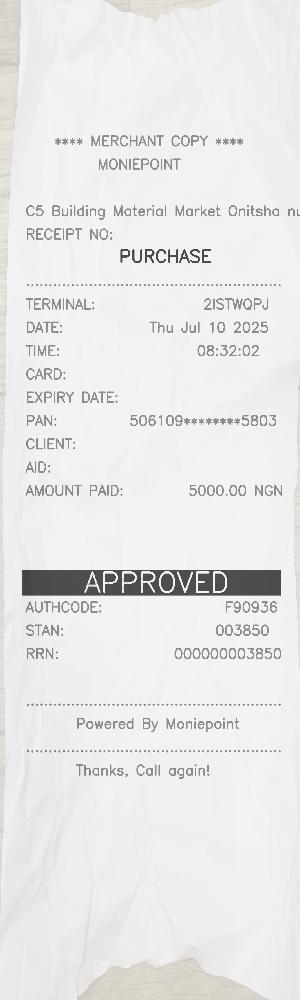 **** MERCHANT COPY ****
MONIEPOINT
C5 Building Material Market Onitsha nu
RECEIPT NO:
PURCHASE
TERMINAL: 2ISTWQPJ
DATE: Thu Jul 10 2025
TIME: 08:32:02
CARD:
EXPIRY DATE:
PAN: 506109********5803
CLIENT:
AID:
AMOUNT PAID: 5000.00 NGN
APPROVED
AUTHCODE: F90936
STAN: 003850
RRN: 000000003850
Powered By Moniepoint
Thanks, Call again!